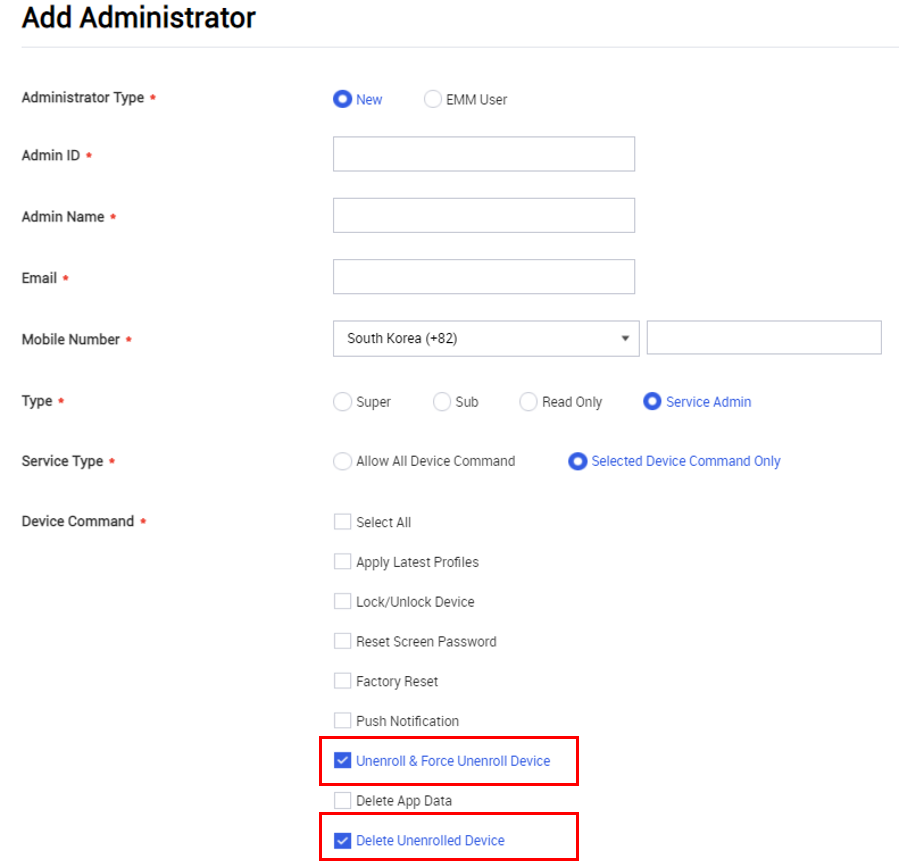 Add Administrator
Administrator Type * New EMM User
Admin ID *
Admin Name *
Email *
Mobile Number * South Korea (+82)
Type * Super Sub Read Only Service Admin
Service Type * Allow All Device Command Selected Device Command Only
Device Command * Select All
Apply Latest Profiles
Lock/Unlock Device
Reset Screen Password
Factory Reset
Push Notification
Unenroll & Force Unenroll Device
Delete App Data
Delete Unenrolled Device